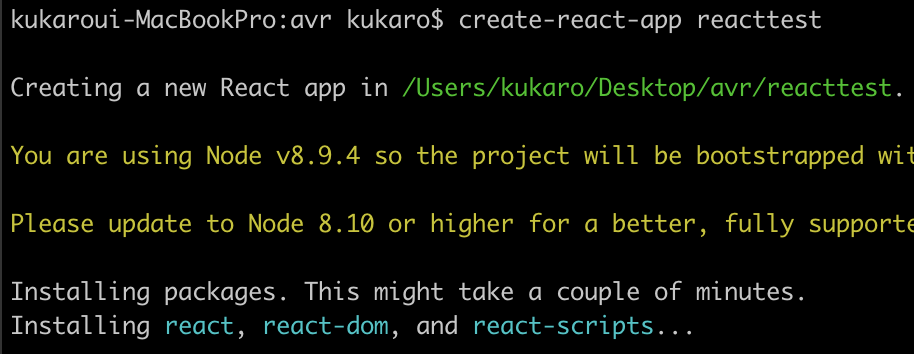 kukaroui-MacBookPro:avr kukaro$ create-react-app reacttest
Creating a new React app in /Users/kukaro/Desktop/avr/reacttest.
You are using Node v8.9.4 so the project will be bootstrapped wit
Please update to Node 8.10 or higher for a better, fully supporte
Installing packages. This might take a couple of minutes.
Installing react, react-dom, and react-scripts...